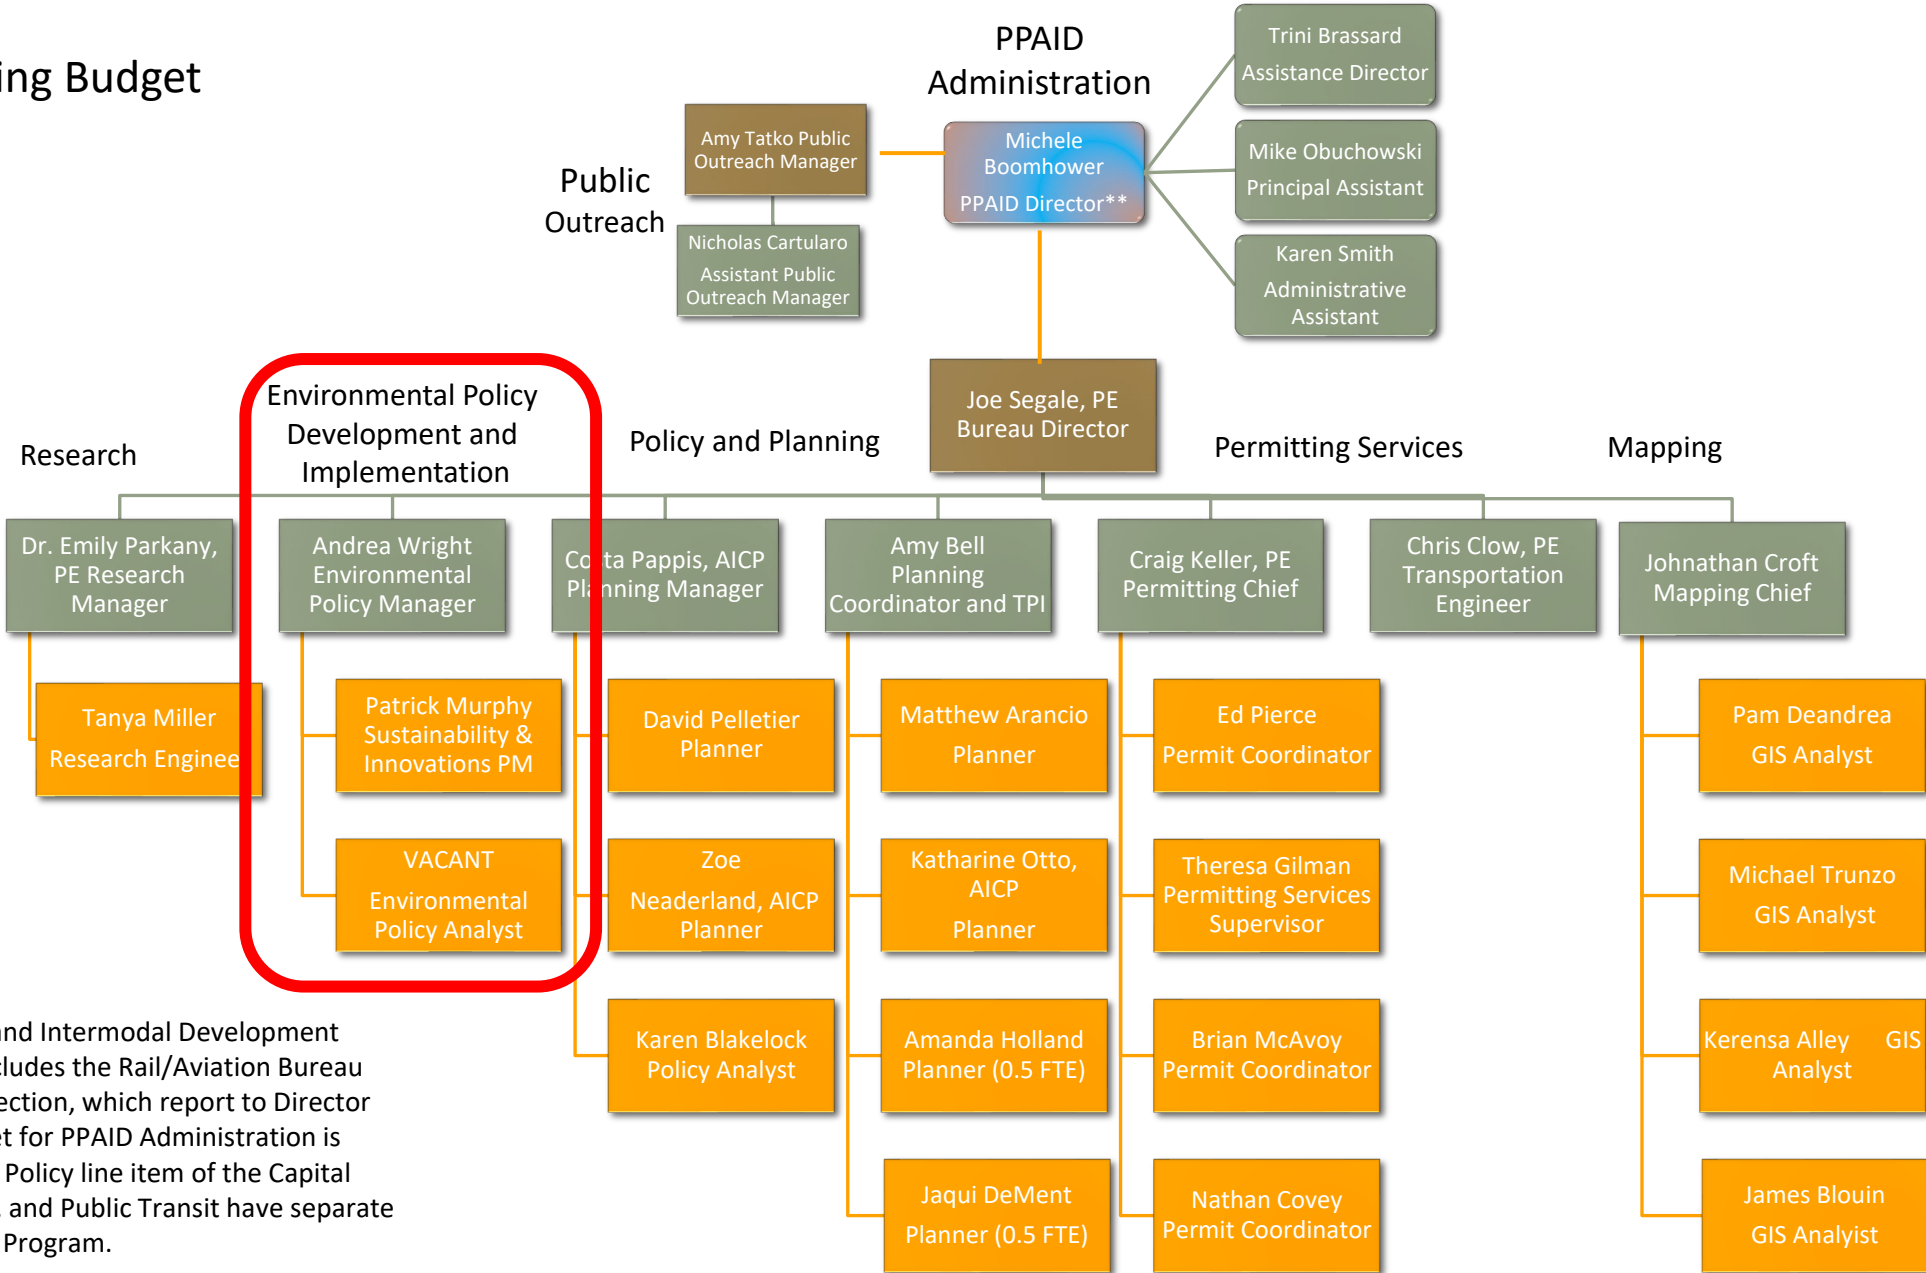 ing Budget
PPAID
Administration
Trini Brassard
Assistance Director
Amy Tatko Public
Outreach Manager
Michele
Boomhower
PPAID Director**
Mike Obuchowski
Principal Assistant
Public
Outreach
Nicholas Cartularo
Assistant Public
Outreach Manager
Karen Smith
Administrative
Assistant
Joe Segale, PE
Bureau Director
Research
Environmental Policy
Development and
Implementation
Policy and Planning
Permitting Services
Mapping
Dr. Emily Parkany,
PE Research
Manager
Andrea Wright
Environmental
Policy Manager
Costa Pappis, AICP
Planning Manager
Amy Bell
Planning
Coordinator and TPI
Craig Keller, PE
Permitting Chief
Chris Clow, PE
Transportation
Engineer
Johnathan Croft
Mapping Chief
Tanya Miller
Research Enginee
Patrick Murphy
Sustainability &
Innovations PM
David Pelletier
Planner
Matthew Arancio
Planner
Ed Pierce
Permit Coordinator
Pam Deandrea
GIS Analyst
VACANT
Environmental
Policy Analyst
Zoe
Neaderland, AICP
Planner
Katharine Otto,
AICP
Planner
Theresa Gilman
Permitting Services
Supervisor
Michael Trunzo
GIS Analyst
Karen Blakelock
Policy Analyst
Amanda Holland
Planner (0.5 FTE)
Brian McAvoy
Permit Coordinator
Kerensa Alley GIS
Analyst
Jaqui DeMent
Planner (0.5 FTE)
Nathan Covey
Permit Coordinator
James Blouin
GIS Analyist
and Intermodal Development
cludes the Rail/Aviation Bureau
ection, which report to Director
et for PPAID Administration is
Policy line item of the Capital
and Public Transit have separate
Program.